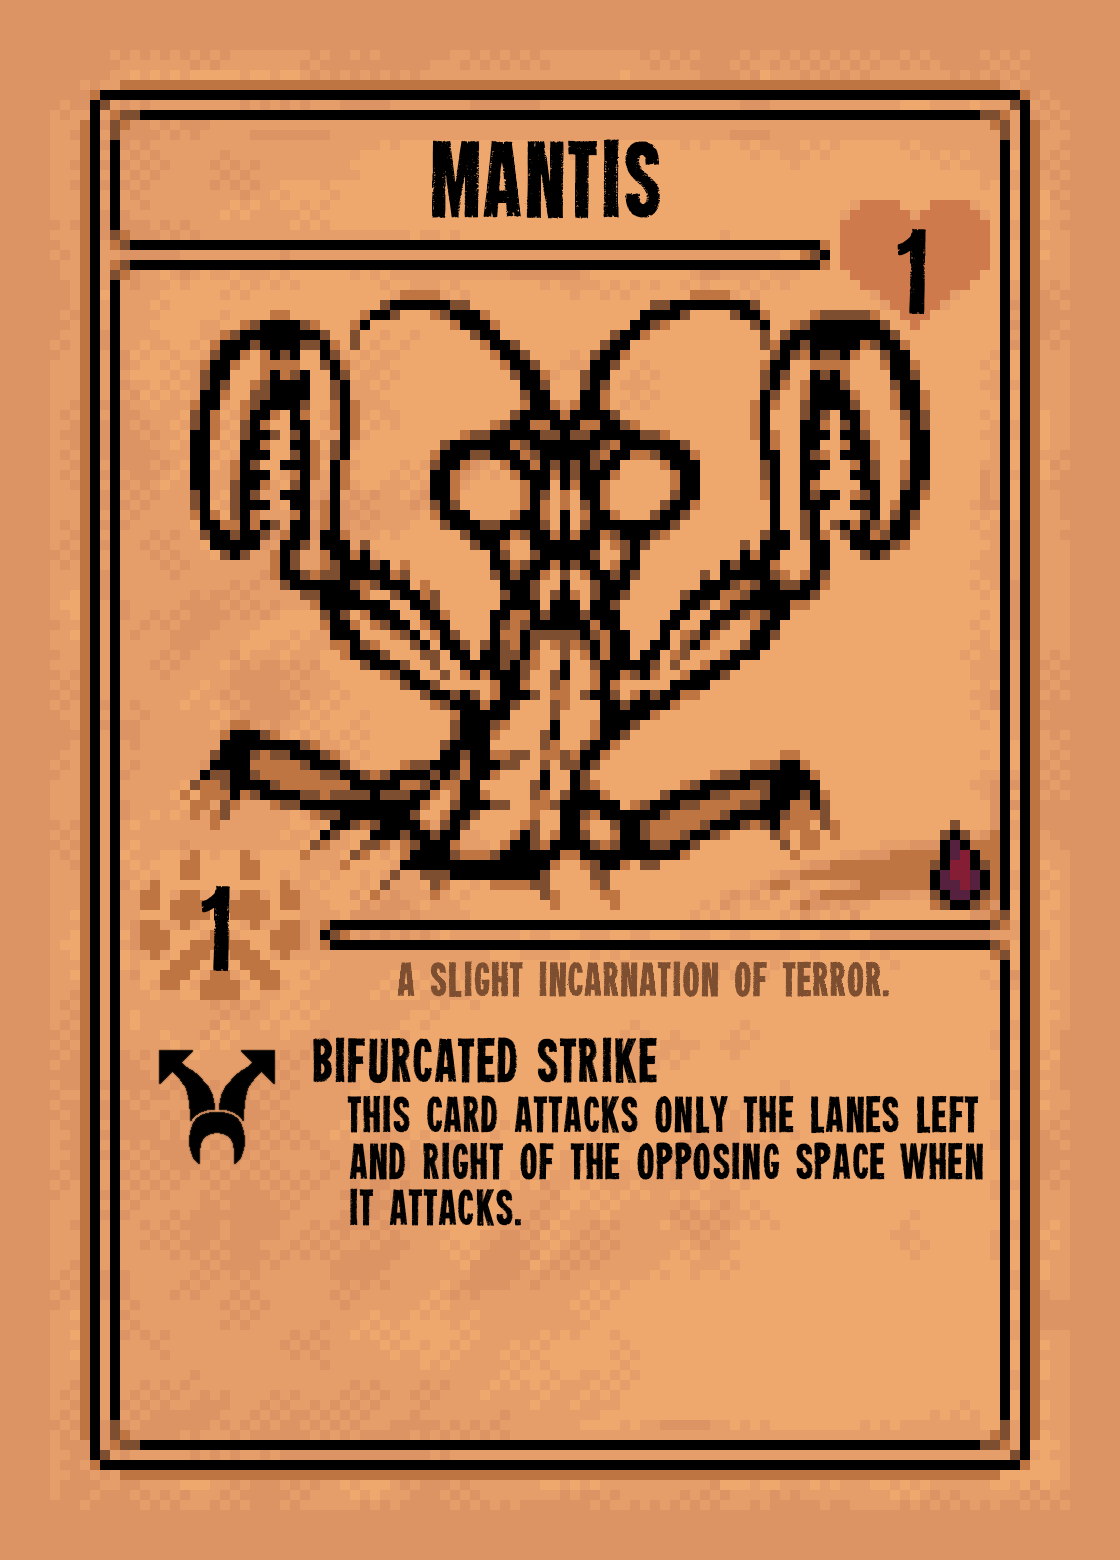 MANTIS
1
1
A SLIGHT INCARNATION OF TERROR.
BIFURCATED STRIKE
THIS CARD ATTACKS ONLY THE LANES LEFT
AND RIGHT OF THE OPPOSING SPACE WHEN
IT ATTACKS.